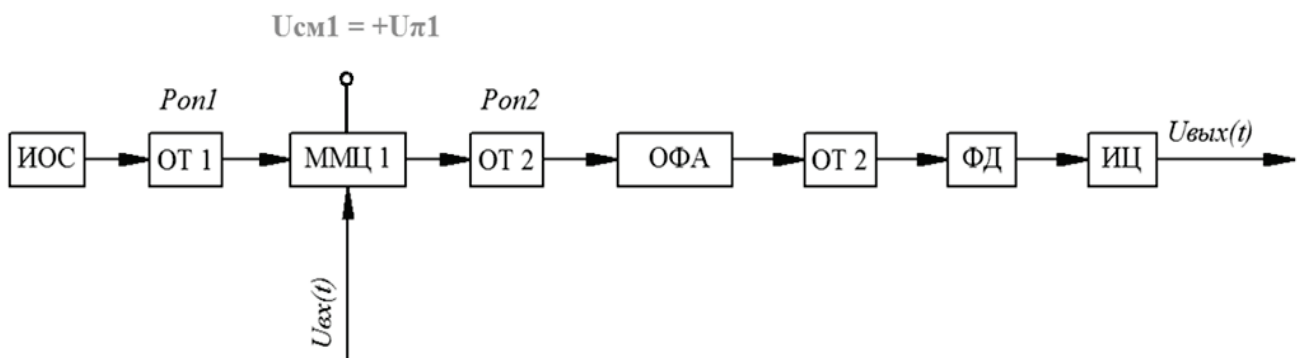 Uсм1 = +Uπ1
Pоп1
Pоп2
ИОС
ОТ 1
ММЦ 1
ОТ 2
ОФА
ОТ 2
ФД
ИЦ
Uвых(t)
Uвх(t)